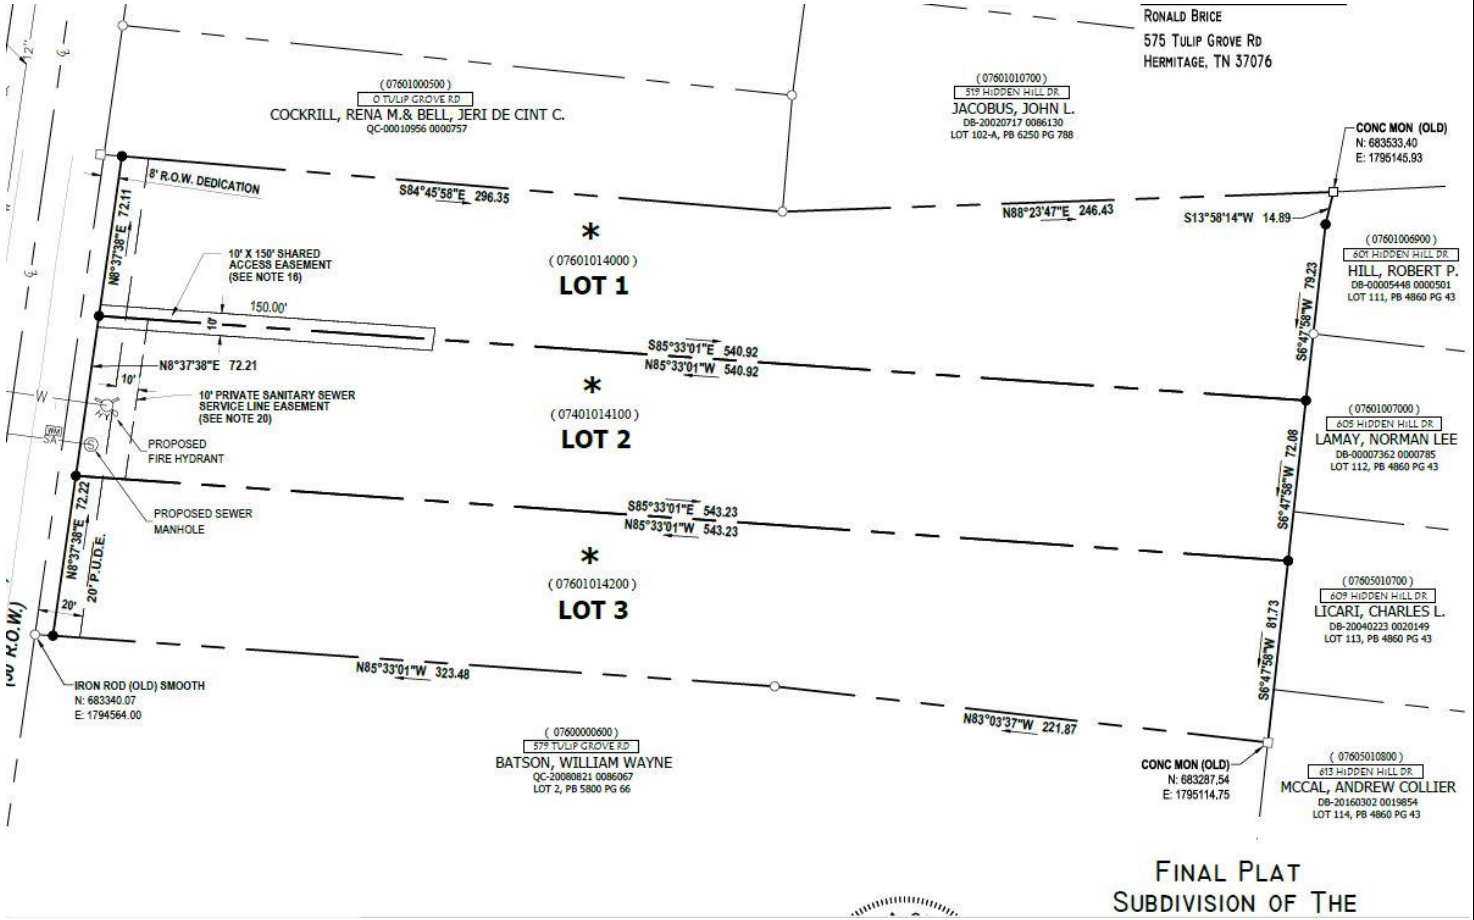 RONALD BRICE
575 TULIP GROVE RD
HERMITAGE, TN 37076
12"
(07601000500)
0 TULIP GROVE RD
COCKRILL, RENA M.& BELL, JERI DE CINT C.
QC-00010956 0000757
(07601010700)
519 HIDDEN HILL DR
JACOBUS, JOHN L.
DB-20020717 0086130
LOT 102-A, PB 6250 PG 788
CONC MON (OLD)
N: 683533.40
E: 1795145.93
8' R.O.W. DEDICATION
S84°45'58"E 296.35
N88°23'47"E 246.43
S13°58'14"W 14.89
N8°37'38"E 72.11
*
(07601014000)
LOT 1
10' X 150' SHARED
ACCESS EASEMENT
(SEE NOTE 16)
150.00'
10'
(07601006900)
601 HIDDEN HILL DR
HILL, ROBERT P.
DB-00005448 0000501
LOT 111, PB 4860 PG 43
S6°47'58"W 79.23
S85°33'01"E 540.92
N85°33'01"W 540.92
N8°37'38"E 72.21
10'
10' PRIVATE SANITARY SEWER
SERVICE LINE EASEMENT
(SEE NOTE 20)
W
WM
SA
S
PROPOSED
FIRE HYDRANT
*
(07401014100)
LOT 2
(07601007000)
605 HIDDEN HILL DR
LAMAY, NORMAN LEE
DB-00007362 0000785
LOT 112, PB 4860 PG 43
S6°47'58"W 72.08
PROPOSED SEWER
MANHOLE
S85°33'01"E 543.23
N85°33'01"W 543.23
N8°37'38"E 72.22
20' P.U.D.E.
20'
*
(07601014200)
LOT 3
(07605010700)
609 HIDDEN HILL DR
LICARI, CHARLES L.
DB-20040223 0020149
LOT 113, PB 4860 PG 43
S6°47'58"W 81.73
R.O.W.)
IRON ROD (OLD) SMOOTH
N: 683340.07
E: 1794564.00
N85°33'01"W 323.48
N83°03'37"W 221.87
(07600000600)
579 TULIP GROVE RD
BATSON, WILLIAM WAYNE
QC-20080821 0086067
LOT 2, PB 5800 PG 66
CONC MON (OLD)
N: 683287.54
E: 1795114.75
(07605010800)
613 HIDDEN HILL DR
MCCAL, ANDREW COLLIER
DB-20160302 0019854
LOT 114, PB 4860 PG 43
FINAL PLAT
SUBDIVISION OF THE